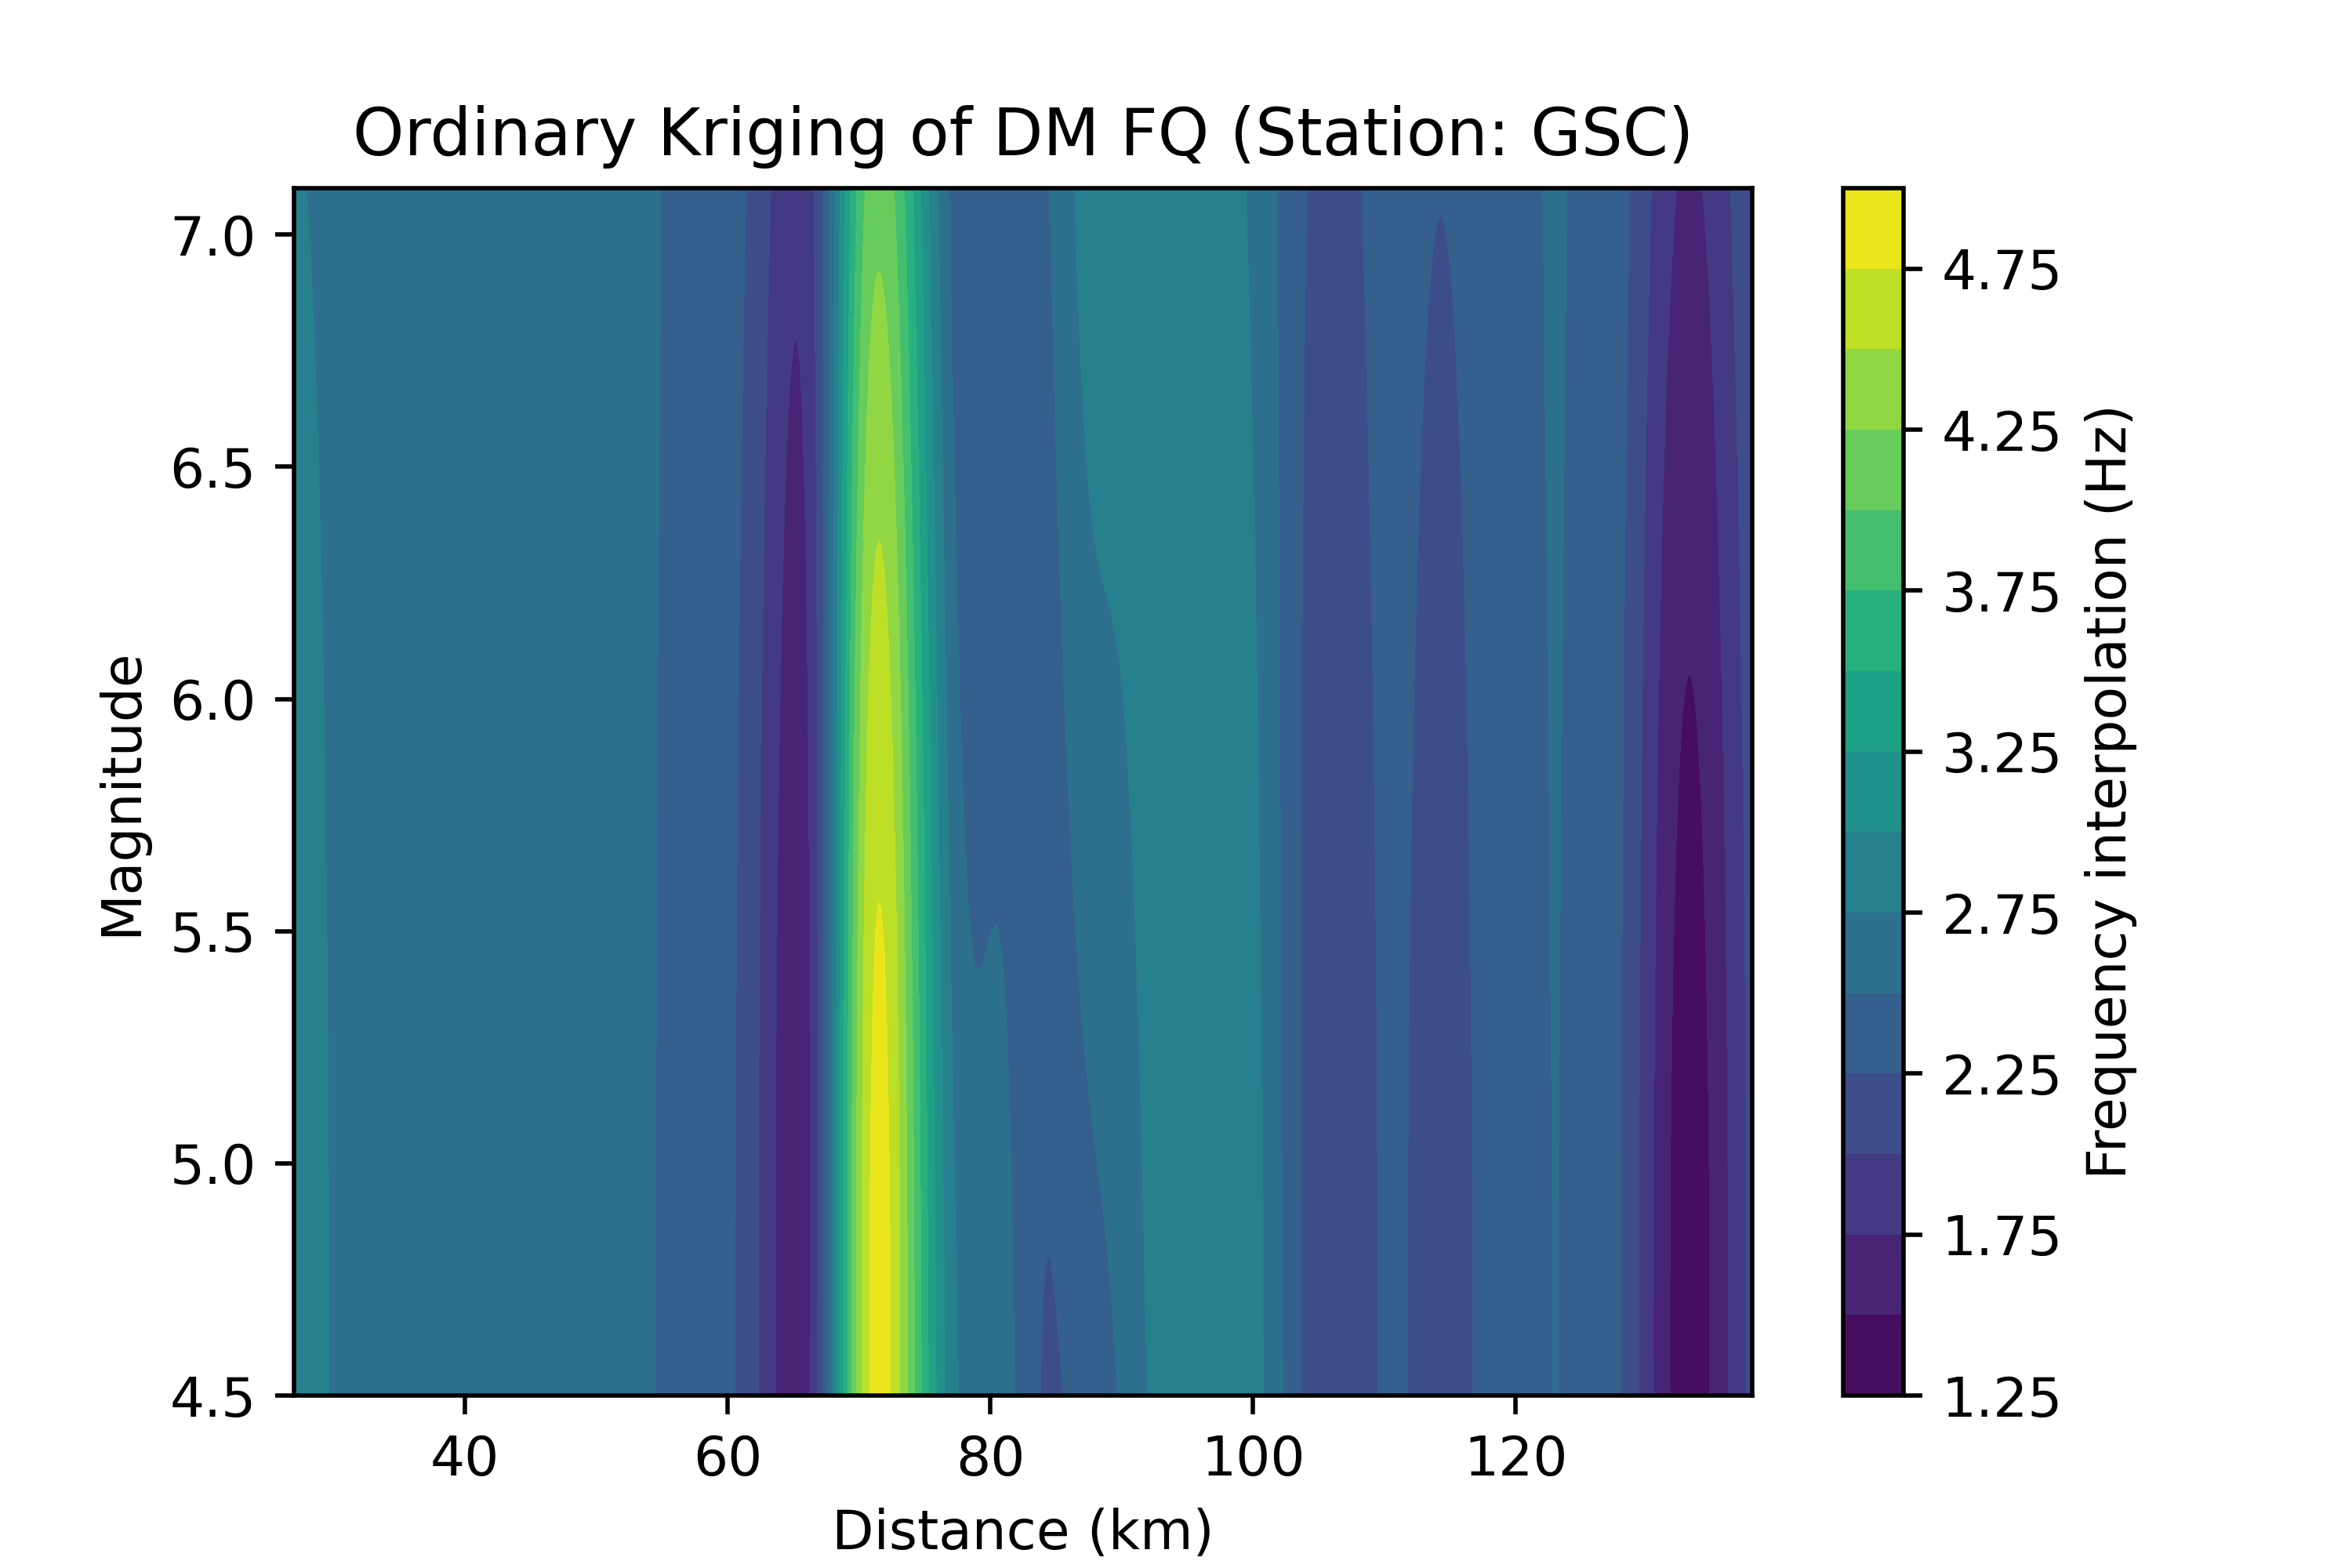 Ordinary Kriging of DM FQ (Station: GSC)
7.0
6.5
6.0
5.5
5.0
4.5
Magnitude
40 60 80 100 120
Distance (km)
4.75
4.25
3.75
3.25
2.75
2.25
1.75
1.25
Frequency interpolation (Hz)